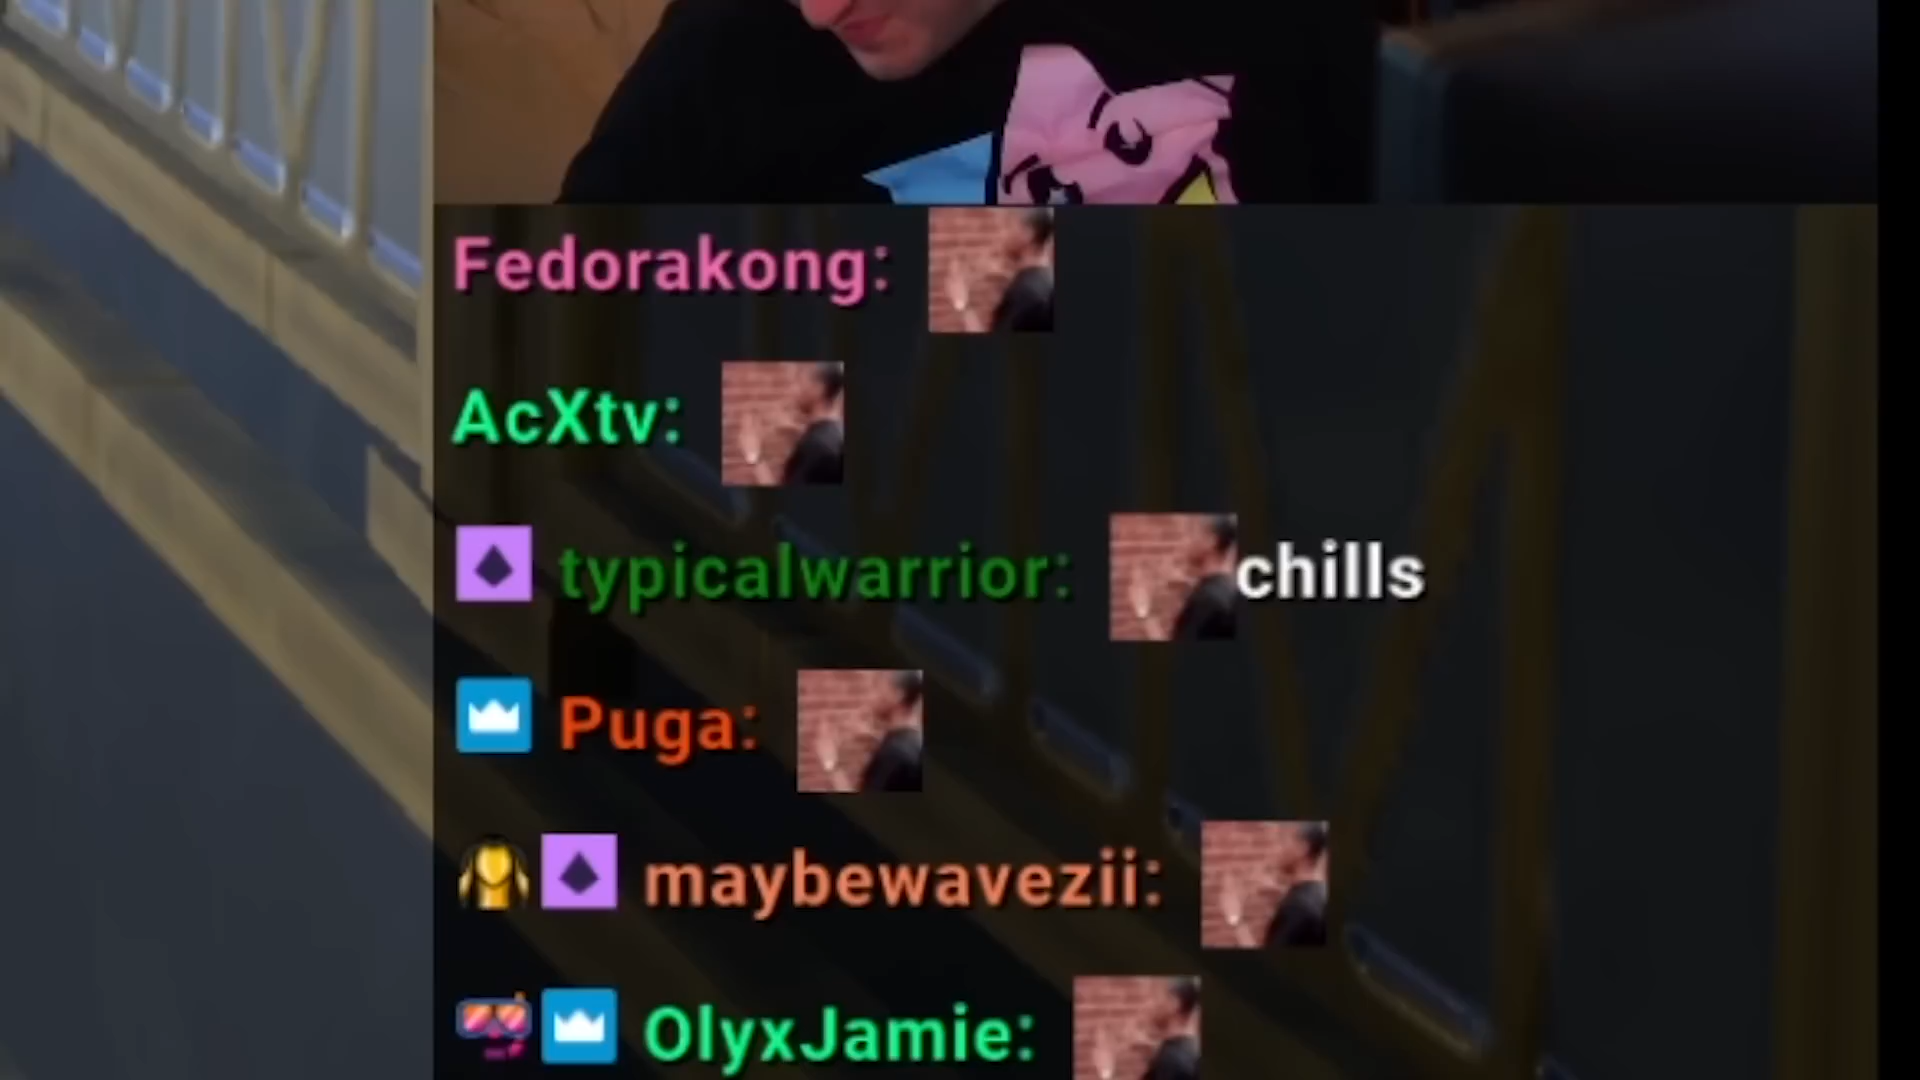 Fedorakong:
AcXtv:
typicalwarrior: chills
Puga:
maybewavezii:
OlyxJamie: